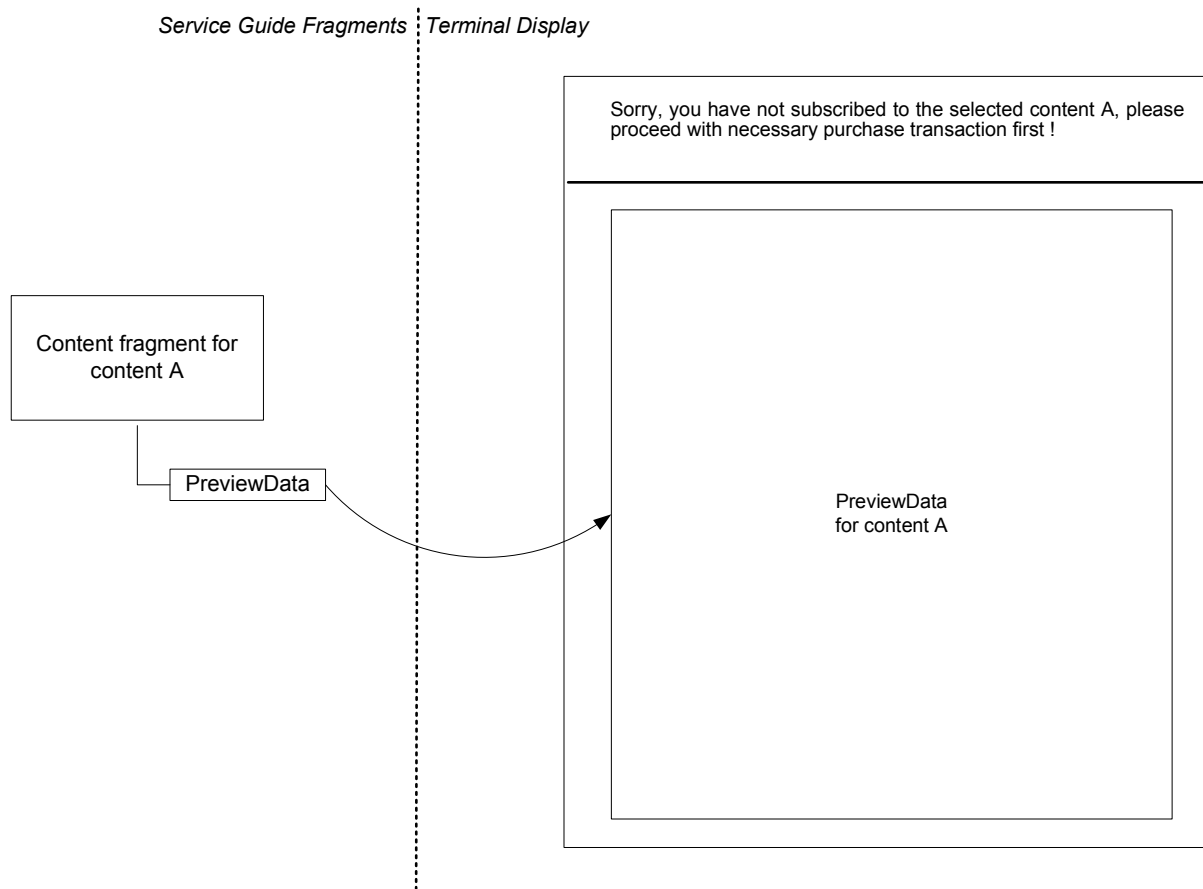 Service Guide Fragments
Terminal Display
Sorry, you have not subscribed to the selected content A, please
proceed with necessary purchase transaction first !
Content fragment for
content A
PreviewData
PreviewData
for content A